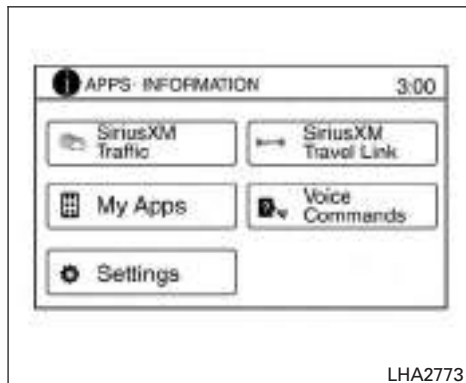 APPS· INFORMATION 3:00
SiriusXM
Traffic
SiriusXM
Travel Link
My Apps
Voice
Commands
Settings
LHA2773